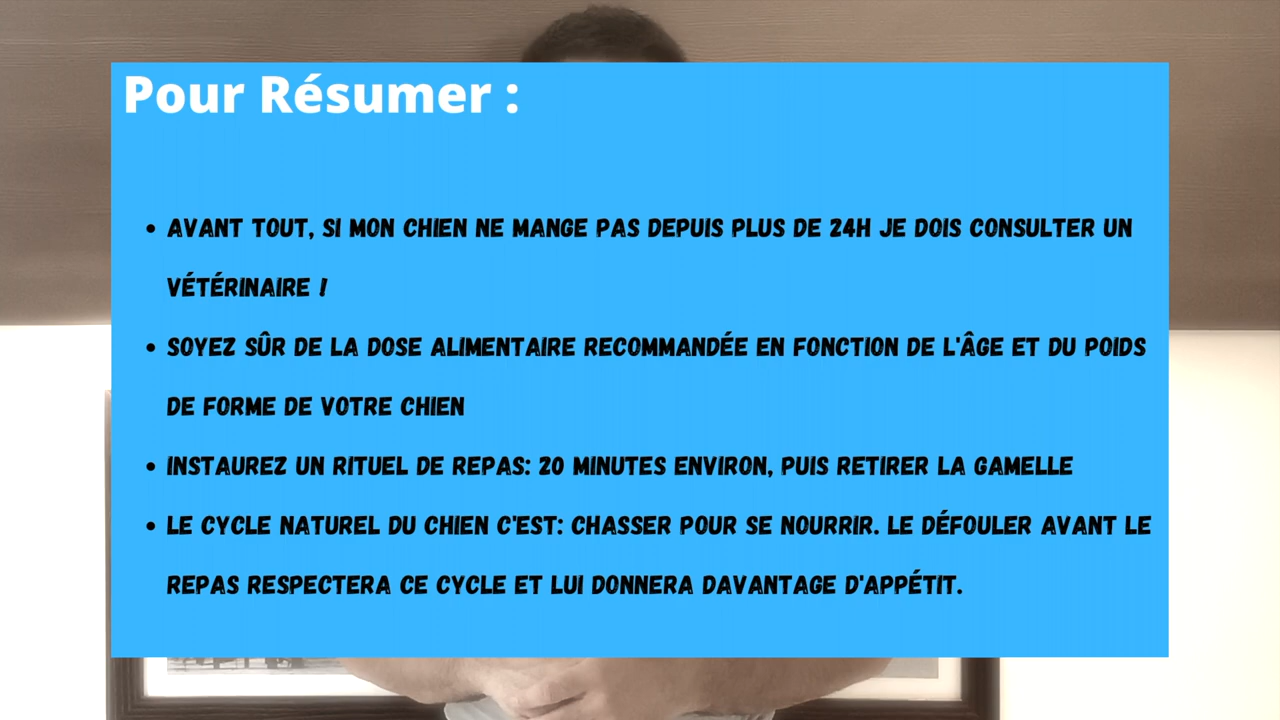 Pour Résumer :
AVANT TOUT, SI MON CHIEN NE MANGE PAS DEPUIS PLUS DE 24H JE DOIS CONSULTER UN
VÉTÉRINAIRE !
SOYEZ SÛR DE LA DOSE ALIMENTAIRE RECOMMANDÉE EN FONCTION DE L'ÂGE ET DU POIDS
DE FORME DE VOTRE CHIEN
INSTAUREZ UN RITUEL DE REPAS: 20 MINUTES ENVIRON, PUIS RETIRER LA GAMELLE
LE CYCLE NATUREL DU CHIEN C'EST: CHASSER POUR SE NOURRIR. LE DÉFOULER AVANT LE
REPAS RESPECTERA CE CYCLE ET LUI DONNERA DAVANTAGE D'APPÉTIT.